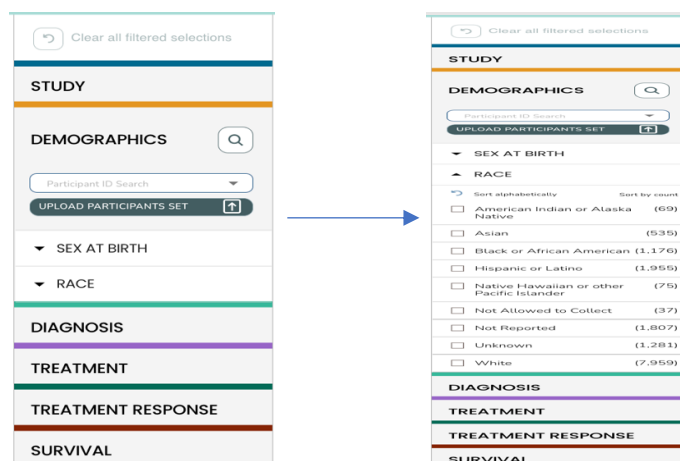 Clear all filtered selections
STUDY
DEMOGRAPHICS
Participant ID Search
UPLOAD PARTICIPANTS SET
SEX AT BIRTH
RACE
DIAGNOSIS
TREATMENT
TREATMENT RESPONSE
SURVIVAL
Clear all filtered selections
STUDY
DEMOGRAPHICS
Participant ID Search
UPLOAD PARTICIPANTS SET
SEX AT BIRTH
RACE
Sort alphabetically Sort by count
American Indian or Alaska (69)
Native
Asian (535)
Black or African American (1,176)
Hispanic or Latino (1,955)
Native Hawaiian or other (75)
Pacific Islander
Not Allowed to Collect (37)
Not Reported (1,807)
Unknown (1,281)
White (7,959)
DIAGNOSIS
TREATMENT
TREATMENT RESPONSE
SURVIVAL